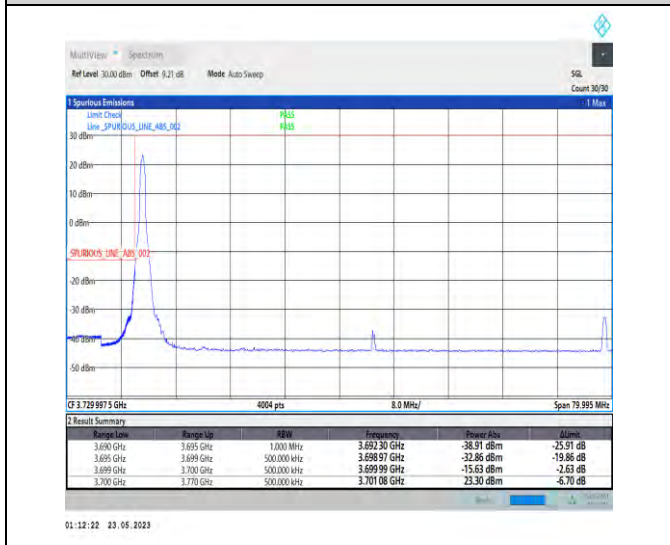 MultiView Spectrum
Ref Level 30.00 dBm Offset 9.21 dB Mode Auto Sweep SGL
Count 30/30
1 Spurious Emissions 1 Max
Limit Check PASS
Line _SPURIOUS_LINE_ABS_002 PASS
30 dBm
20 dBm
10 dBm
0 dBm
_SPURIOUS_LINE_ABS_002
-20 dBm
-30 dBm
-40 dBm
-50 dBm
CF 3.729 997 5 GHz 4004 pts 8.0 MHz/ Span 79.995 MHz
2 Result Summary
Range Low Range Up RBW Frequency Power Abs ΔLimit
3.690 GHz 3.695 GHz 1.000 MHz 3.692 30 GHz -38.91 dBm -25.91 dB
3.695 GHz 3.699 GHz 500.000 kHz 3.698 97 GHz -32.86 dBm -19.86 dB
3.699 GHz 3.700 GHz 500.000 kHz 3.699 99 GHz -15.63 dBm -2.63 dB
3.700 GHz 3.770 GHz 500.000 kHz 3.701 08 GHz 23.30 dBm -6.70 dB
01:12:22 23.05.2023